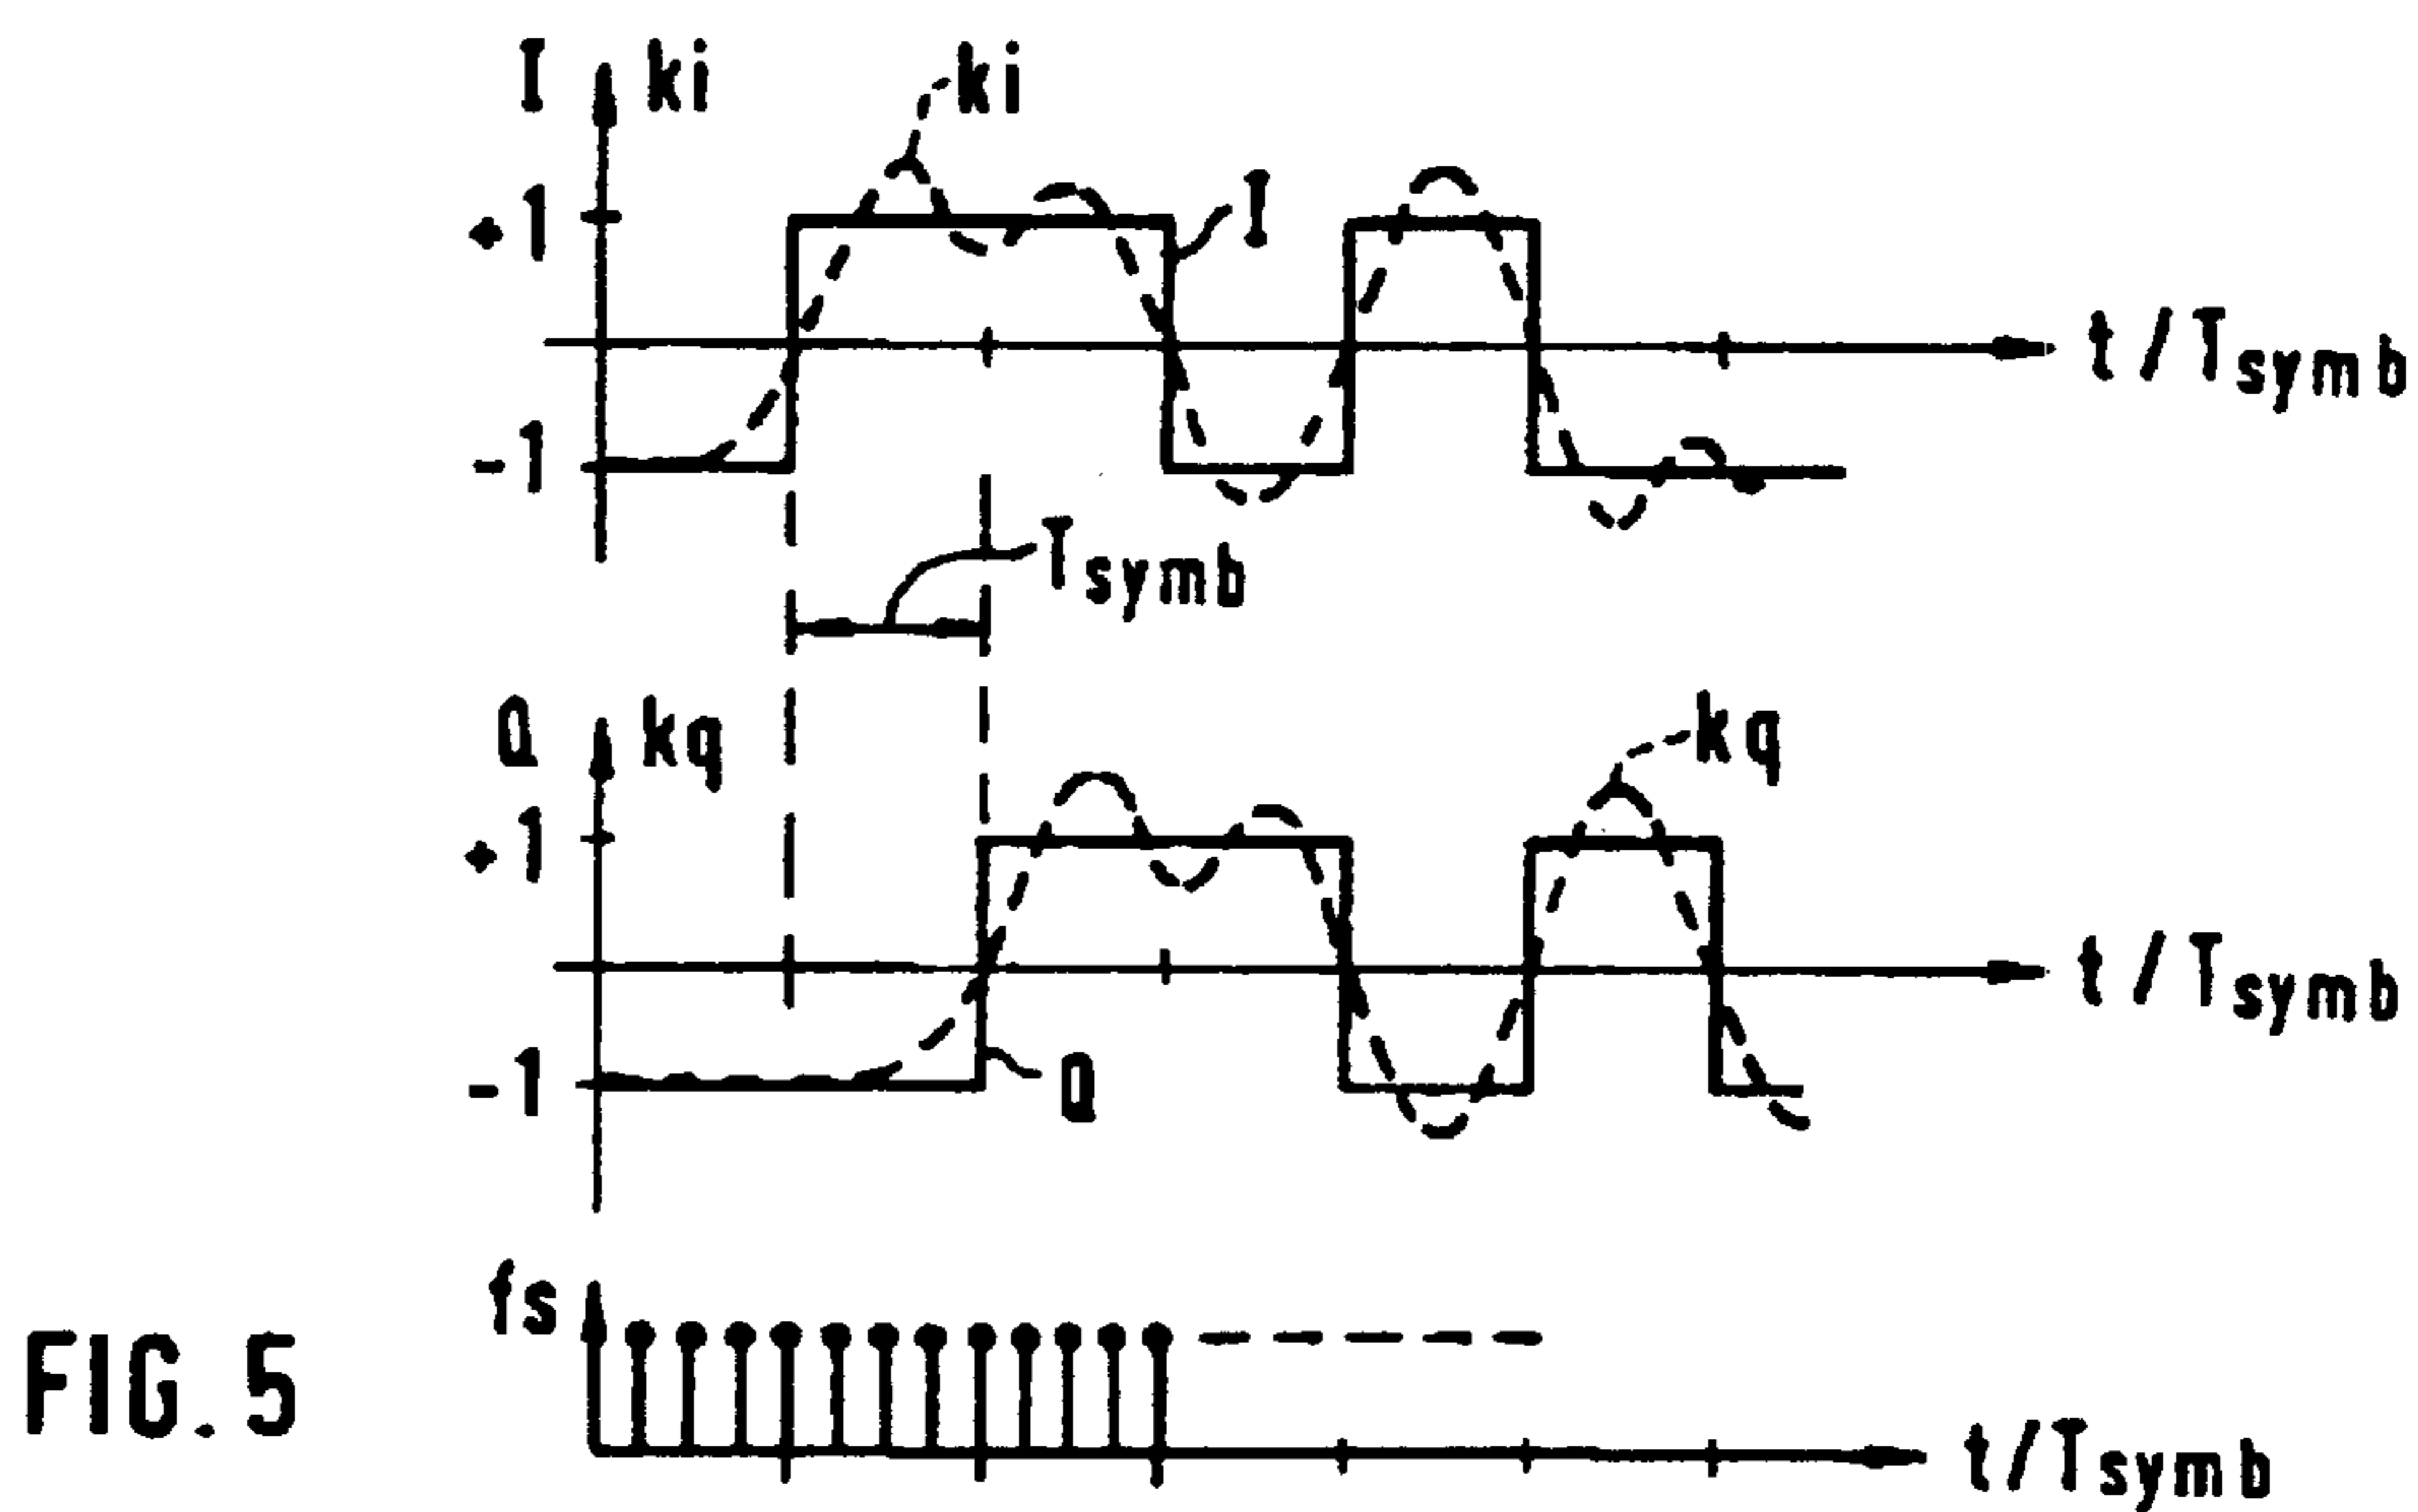 I ki
ki
+1
I
t/Tsymb
-1
Tsymb
Q kq
kq
+1
t/Tsymb
-1
Q
fs
FIG. 5
t/Tsymb